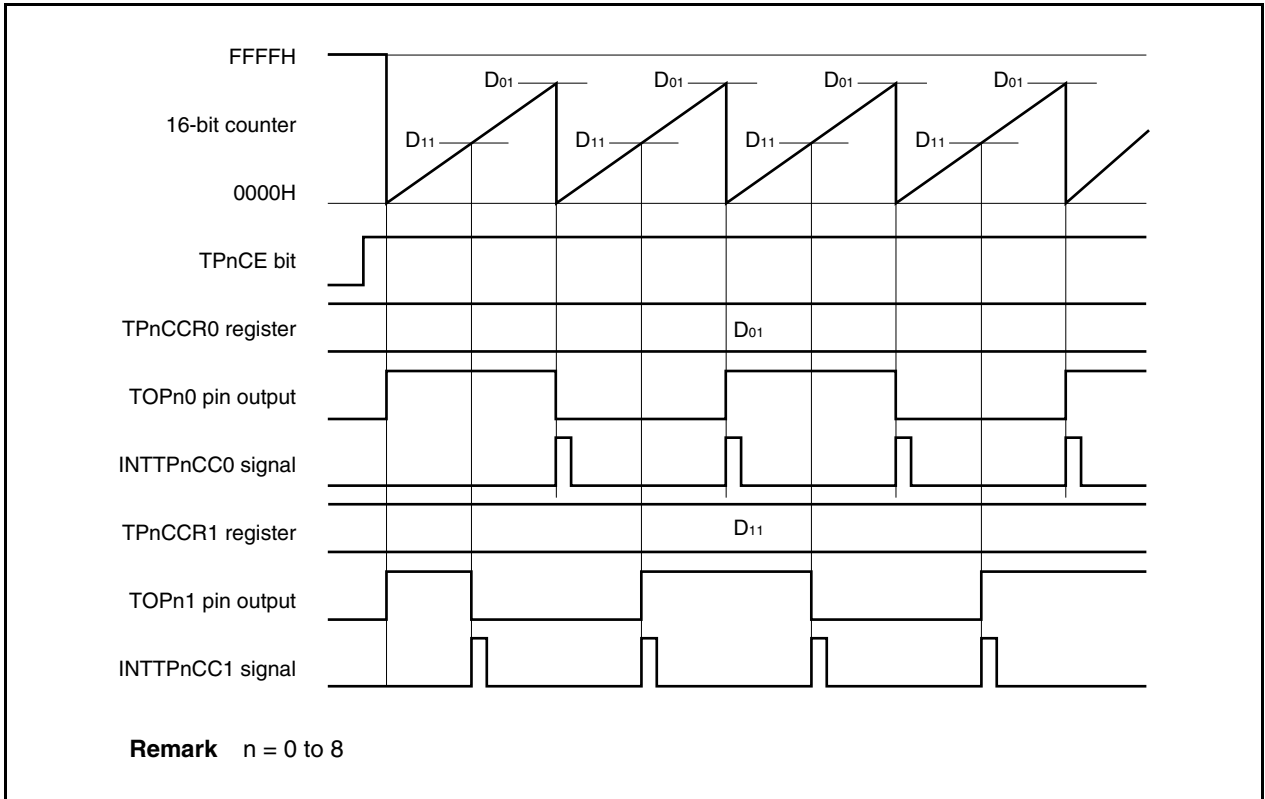 FFFFH
D01 D01 D01 D01
16-bit counter
D11 D11 D11 D11
0000H
TPnCE bit
TPnCCR0 register
D01
TOPn0 pin output
INTTPnCC0 signal
TPnCCR1 register
D11
TOPn1 pin output
INTTPnCC1 signal
Remark n = 0 to 8